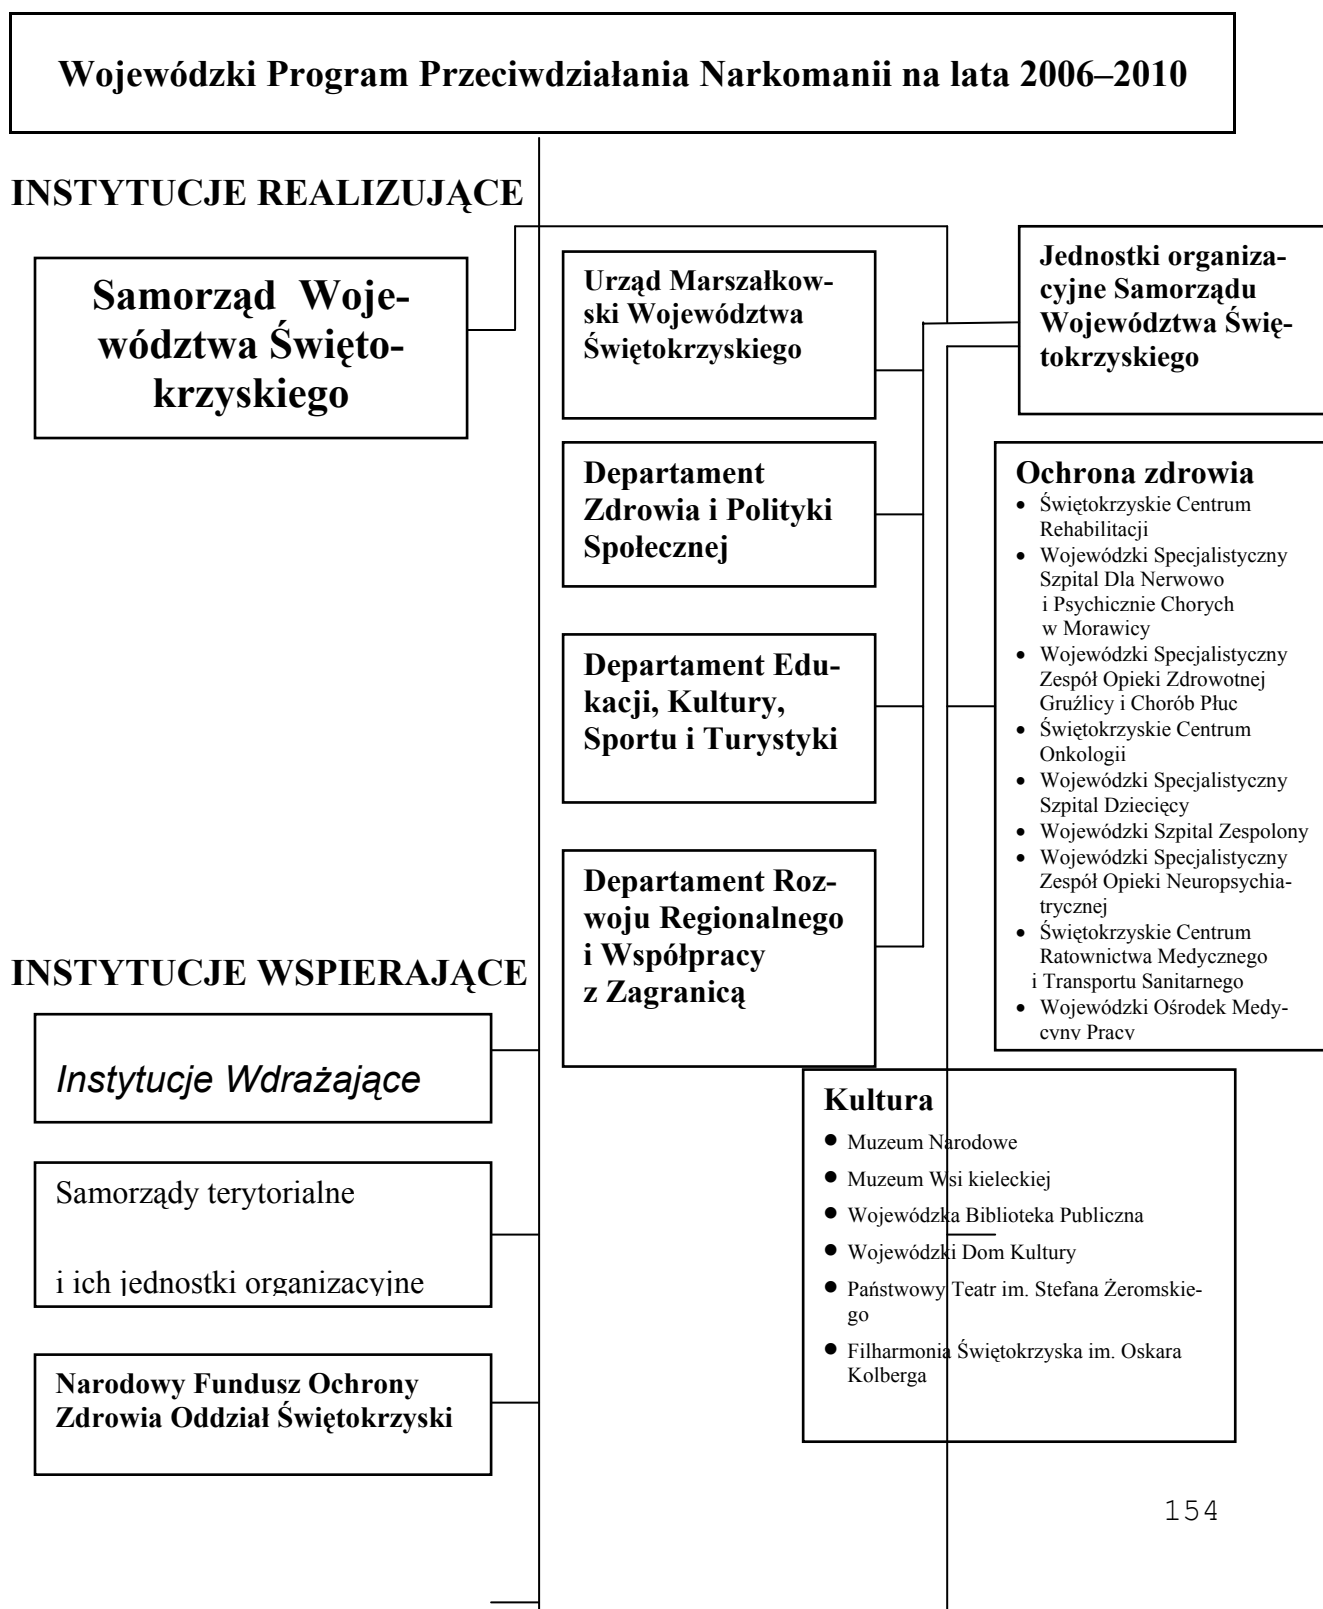 Wojewódzki Program Przeciwdziałania Narkomanii na lata 2006–2010
INSTYTUCJE REALIZUJĄCE
Samorząd Woje-
wództwa Święto-
krzyskiego
Urząd Marszałkow-
ski Województwa
Świętokrzyskiego
Jednostki organiza-
cyjne Samorządu
Województwa Świę-
tokrzyskiego
Departament
Zdrowia i Polityki
Społecznej
Departament Edu-
kacji, Kultury,
Sportu i Turystyki
Departament Roz-
woju Regionalnego
i Współpracy
z Zagranicą
Ochrona zdrowia
• Świętokrzyskie Centrum
Rehabilitacji
• Wojewódzki Specjalistyczny
Szpital Dla Nerwowo
i Psychicznie Chorych
w Morawicy
• Wojewódzki Specjalistyczny
Zespół Opieki Zdrowotnej
Gruźlicy i Chorób Płuc
• Świętokrzyskie Centrum
Onkologii
• Wojewódzki Specjalistyczny
Szpital Dziecięcy
• Wojewódzki Szpital Zespolony
• Wojewódzki Specjalistyczny
Zespół Opieki Neuropsychia-
trycznej
• Świętokrzyskie Centrum
Ratownictwa Medycznego
i Transportu Sanitarnego
• Wojewódzki Ośrodek Medy-
cyny Pracy
INSTYTUCJE WSPIERAJĄCE
Instytucje Wdrażające
Samorządy terytorialne
i ich jednostki organizacyjne
Narodowy Fundusz Ochrony
Zdrowia Oddział Świętokrzyski
Kultura
• Muzeum Narodowe
• Muzeum Wsi kieleckiej
• Wojewódzka Biblioteka Publiczna
• Wojewódzki Dom Kultury
• Państwowy Teatr im. Stefana Żeromskie-
go
• Filharmonia Świętokrzyska im. Oskara
Kolberga
154